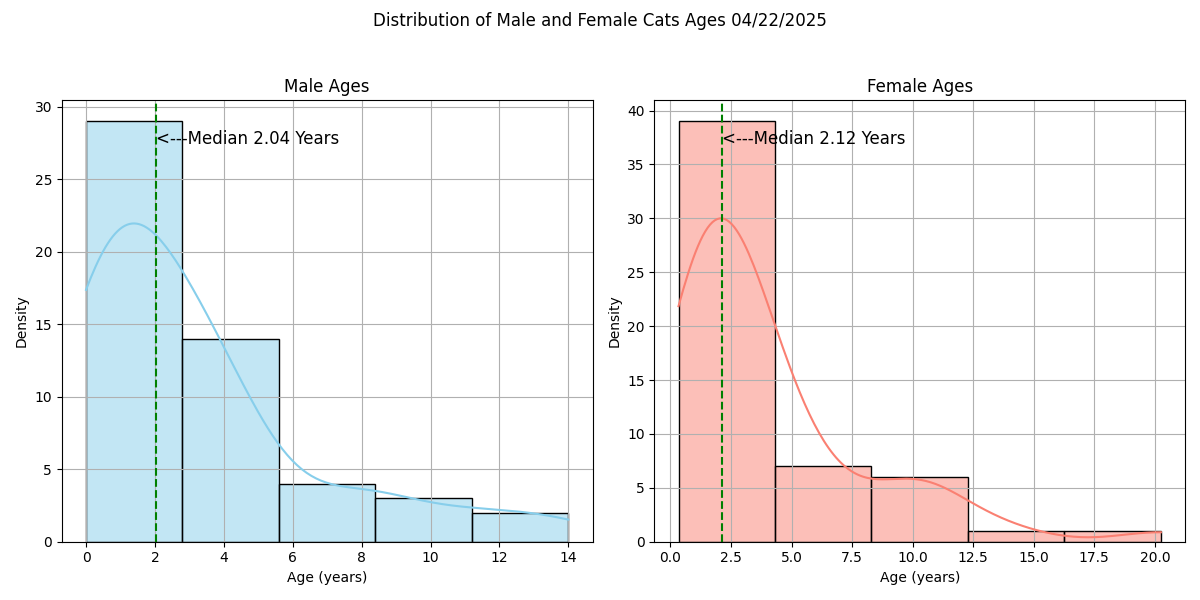 Distribution of Male and Female Cats Ages 04/22/2025
Male Ages
30
25
20
15
10
5
0
Density
<---Median 2.04 Years
0 2 4 6 8 10 12 14
Age (years)
Female Ages
40
35
30
25
20
15
10
5
0
Density
<---Median 2.12 Years
0.0 2.5 5.0 7.5 10.0 12.5 15.0 17.5 20.0
Age (years)